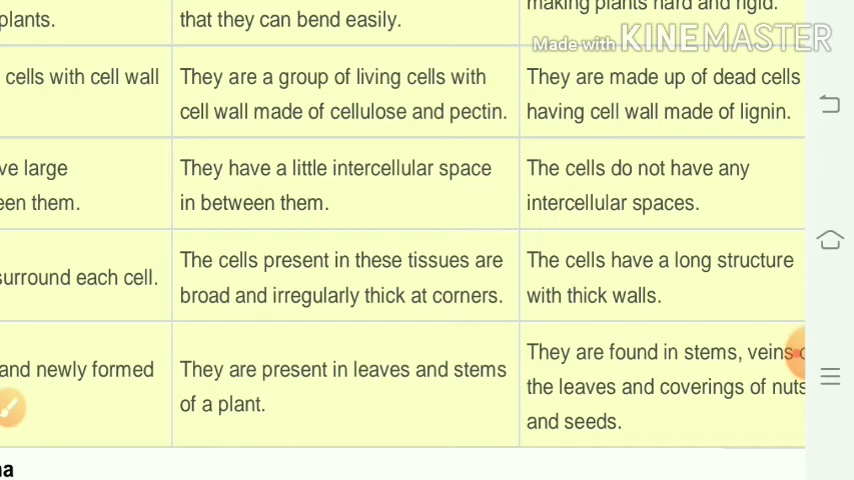 plants.
that they can bend easily.
making plants hard and rigid.
Made with KINEMASTER
cells with cell wall
They are a group of living cells with
cell wall made of cellulose and pectin.
They are made up of dead cells
having cell wall made of lignin.
ve large
een them.
They have a little intercellular space
in between them.
The cells do not have any
intercellular spaces.
surround each cell.
The cells present in these tissues are
broad and irregularly thick at corners.
The cells have a long structure
with thick walls.
and newly formed
They are present in leaves and stems
of a plant.
They are found in stems, veins
the leaves and coverings of nuts
and seeds.
na